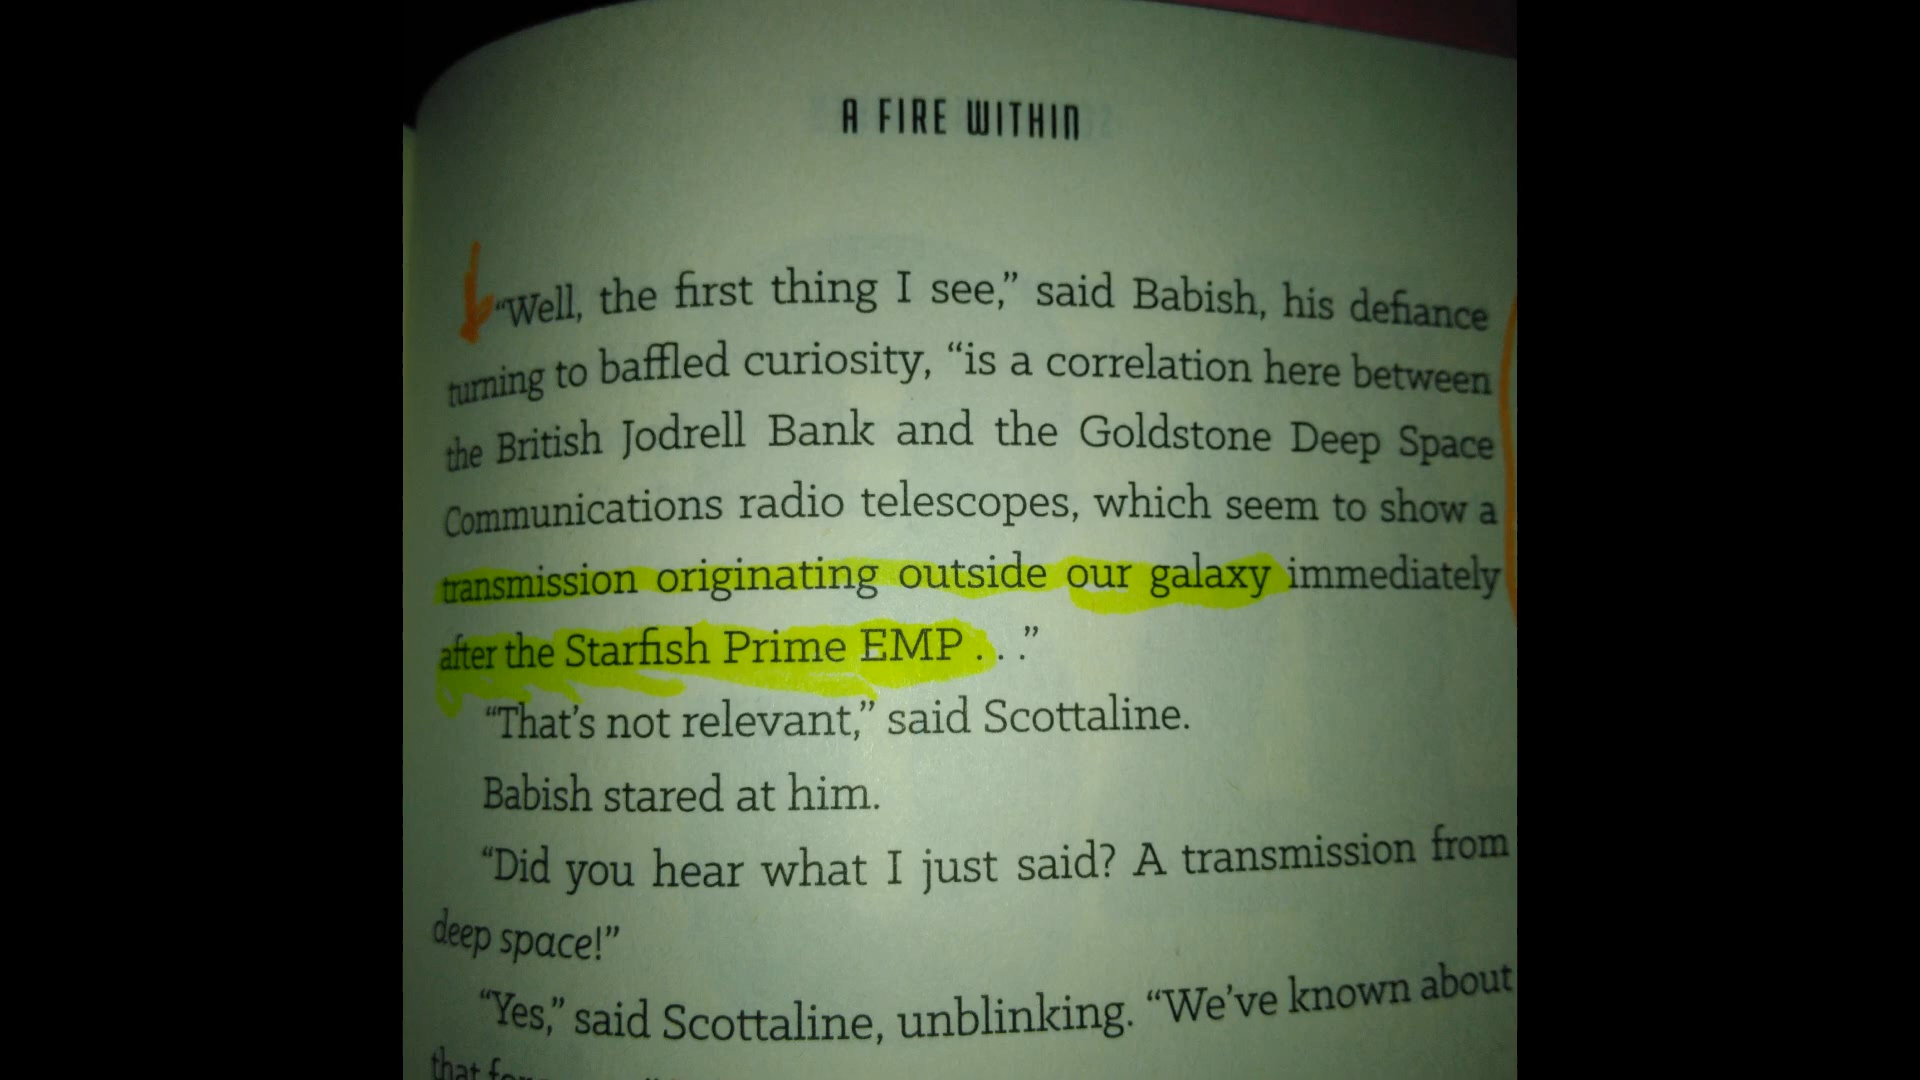 A FIRE WITHIN
“Well, the first thing I see,” said Babish, his defiance
turning to baffled curiosity, “is a correlation here between
the British Jodrell Bank and the Goldstone Deep Space
Communications radio telescopes, which seem to show a
transmission originating outside our galaxy immediately
after the Starfish Prime EMP . . .”
“That’s not relevant,” said Scottaline.
Babish stared at him.
“Did you hear what I just said? A transmission from
deep space!”
“Yes,” said Scottaline, unblinking. “We’ve known about
that